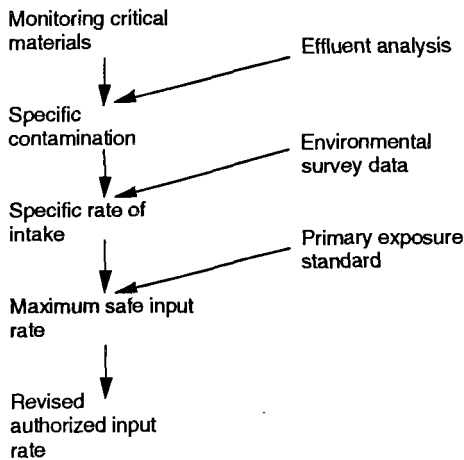 Monitoring critical
materials
Effluent analysis
Specific
contamination
Environmental
survey data
Specific rate of
intake
Primary exposure
standard
Maximum safe input
rate
Revised
authorized input
rate